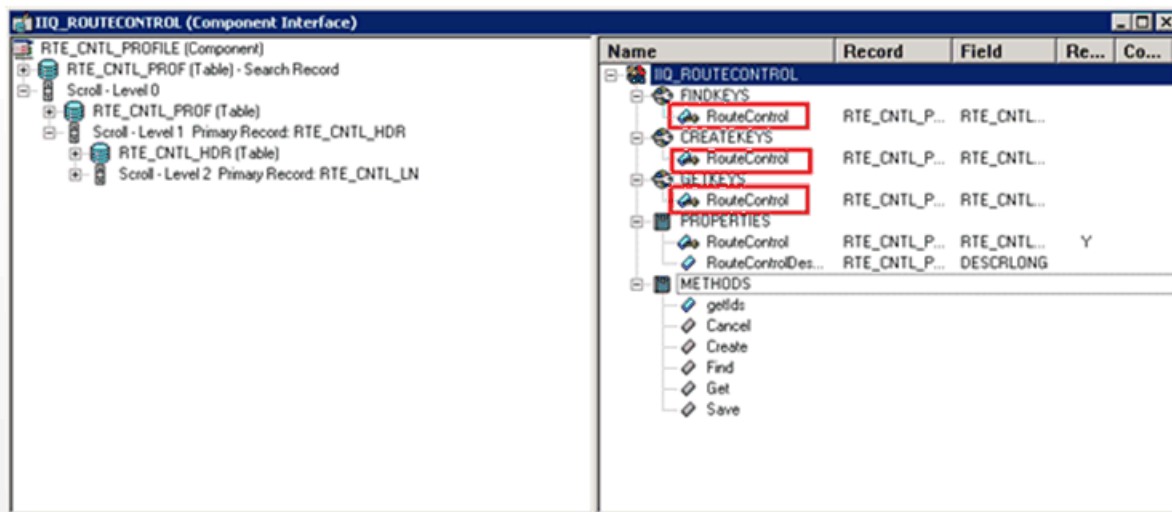 IIQ_ROUTECONTROL (Component Interface)
RTE_CNTL_PROFILE (Component)
RTE_CNTL_PROF (Table) - Search Record
Scroll - Level 0
RTE_CNTL_PROF (Table)
Scroll - Level 1 Primary Record: RTE_CNTL_HDR
RTE_CNTL_HDR (Table)
Scroll - Level 2 Primary Record: RTE_CNTL_LN
Name Record Field Re... Co...
IIQ_ROUTECONTROL
FINDKEYS
RouteControl RTE_CNTL_P... RTE_CNTL...
CREATEKEYS
RouteControl RTE_CNTL_P... RTE_CNTL...
GETKEYS
RouteControl RTE_CNTL_P... RTE_CNTL...
PROPERTIES
RouteControl RTE_CNTL_P... RTE_CNTL... Y
RouteControlDes... RTE_CNTL_P... DESCRLONG
METHODS
getIds
Cancel
Create
Find
Get
Save